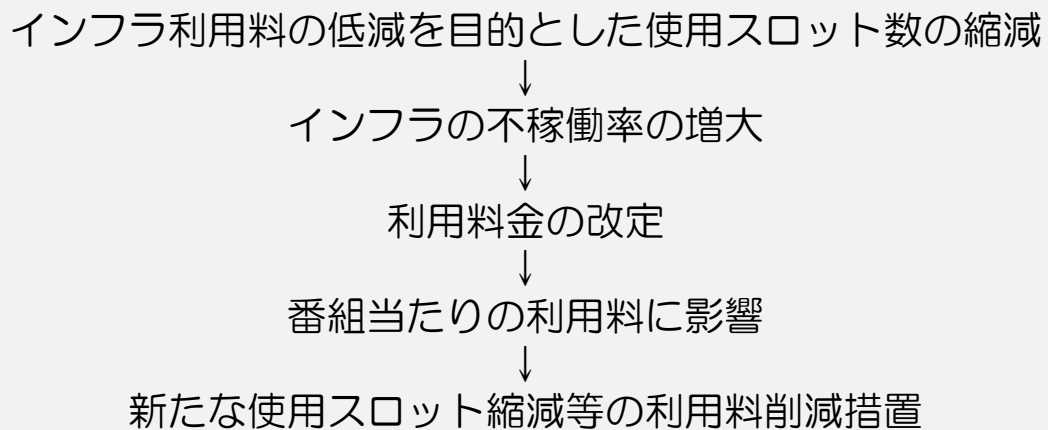 インフラ利用料の低減を目的とした使用スロット数の縮減
↓
インフラの不稼働率の増大
↓
利用料金の改定
↓
番組当たりの利用料に影響
↓
新たな使用スロット縮減等の利用料削減措置